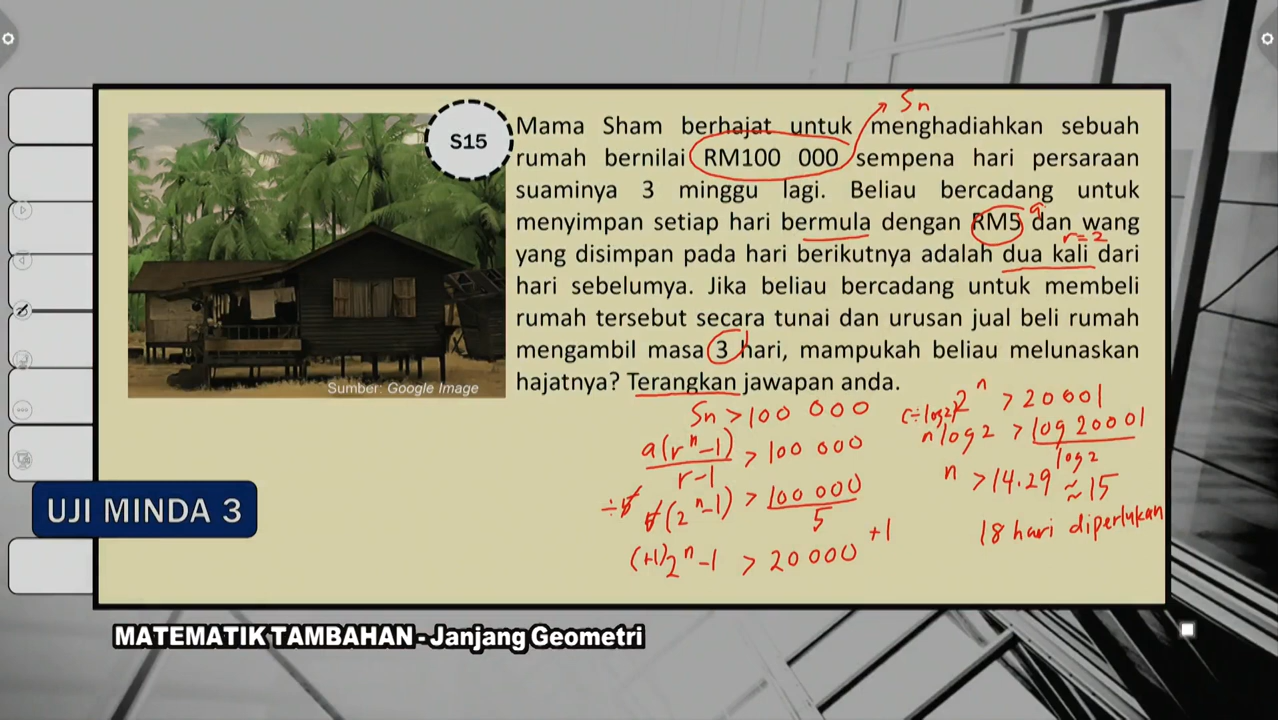 S15
Mama Sham berhajat untuk menghadiahkan sebuah
rumah bernilai RM100 000 sempena hari persaraan
suaminya 3 minggu lagi. Beliau bercadang untuk
menyimpan setiap hari bermula dengan RM5 dan wang
yang disimpan pada hari berikutnya adalah dua kali dari
hari sebelumya. Jika beliau bercadang untuk membeli
rumah tersebut secara tunai dan urusan jual beli rumah
mengambil masa 3 hari, mampukah beliau melunaskan
hajatnya? Terangkan jawapan anda.
Sn
a
r=2
Sumber: Google Image
Sn > 100 000
a(r^n-1)/r-1 > 100 000
÷5 5(2^n-1) > 100 000/5
(+1) 2^n-1 > 20 000 +1
2^n > 20001
(÷log2) n log 2 > log 20001/log 2
n > 14.29 ≈ 15
18 hari diperlukan
UJI MINDA 3
MATEMATIK TAMBAHAN - Janjang Geometri